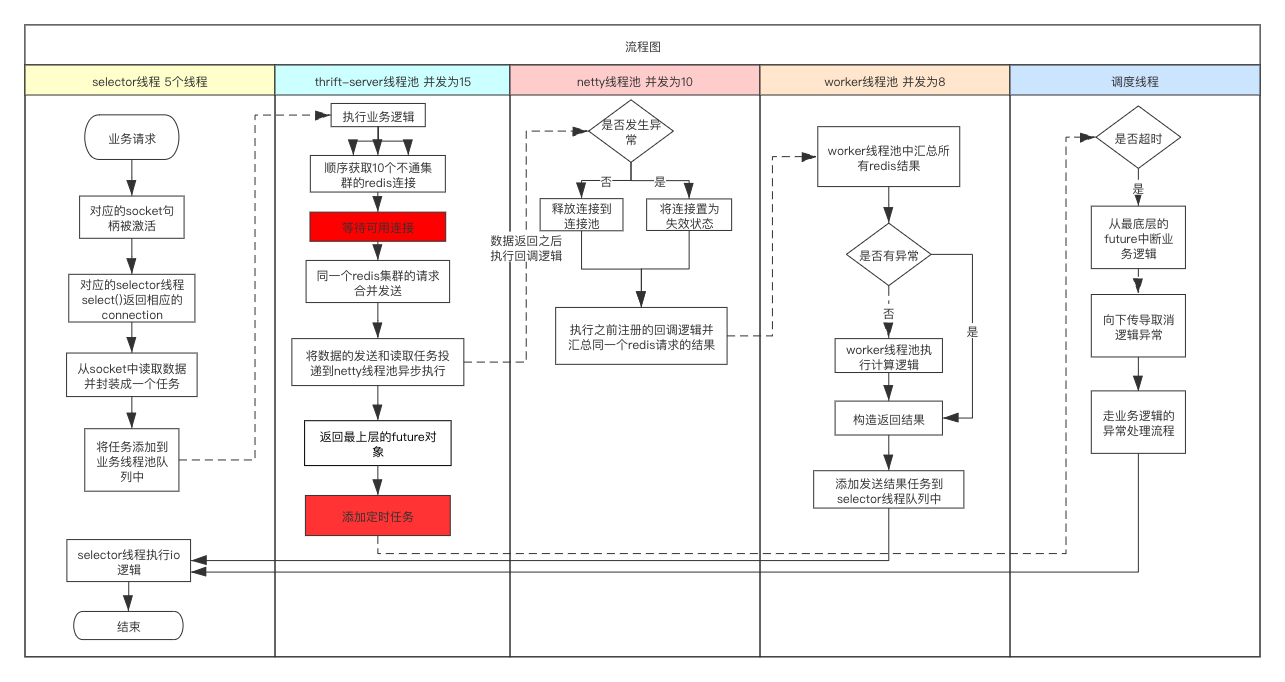 流程图
selector线程 5个线程
thrift-server线程池 并发为15
netty线程池 并发为10
worker线程池 并发为8
调度线程
业务请求
对应的socket句
柄被激活
对应的selector线程
select()返回相应的
connection
从socket中读取数据
并封装成一个任务
将任务添加到
业务线程池队
列中
selector线程执行io
逻辑
结束
执行业务逻辑
顺序获取10个不通集
群的redis连接
等待可用连接
同一个redis集群的请求
合并发送
将数据的发送和读取任务投
递到netty线程池异步执行
返回最上层的future对
象
添加定时任务
数据返回之后
执行回调逻辑
是否发生异
常
否
是
释放连接到
连接池
将连接置为
失效状态
执行之前注册的回调逻辑并
汇总同一个redis请求的结果
worker线程池中汇总所
有redis结果
是否有异常
否
是
worker线程池执
行计算逻辑
构造返回结果
添加发送结果任务到
selector线程队列中
是否超时
是
从最底层的
future中断业
务逻辑
向下传导取消
逻辑异常
走业务逻辑的
异常处理流程